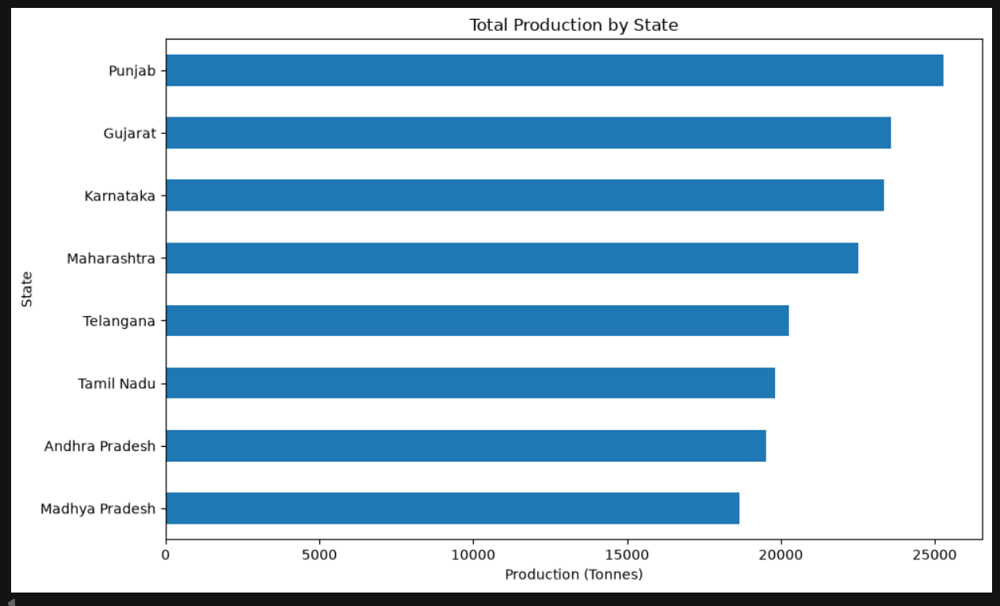 Total Production by State
Punjab
Gujarat
Karnataka
Maharashtra
State
Telangana
Tamil Nadu
Andhra Pradesh
Madhya Pradesh
0 5000 10000 15000 20000 25000
Production (Tonnes)